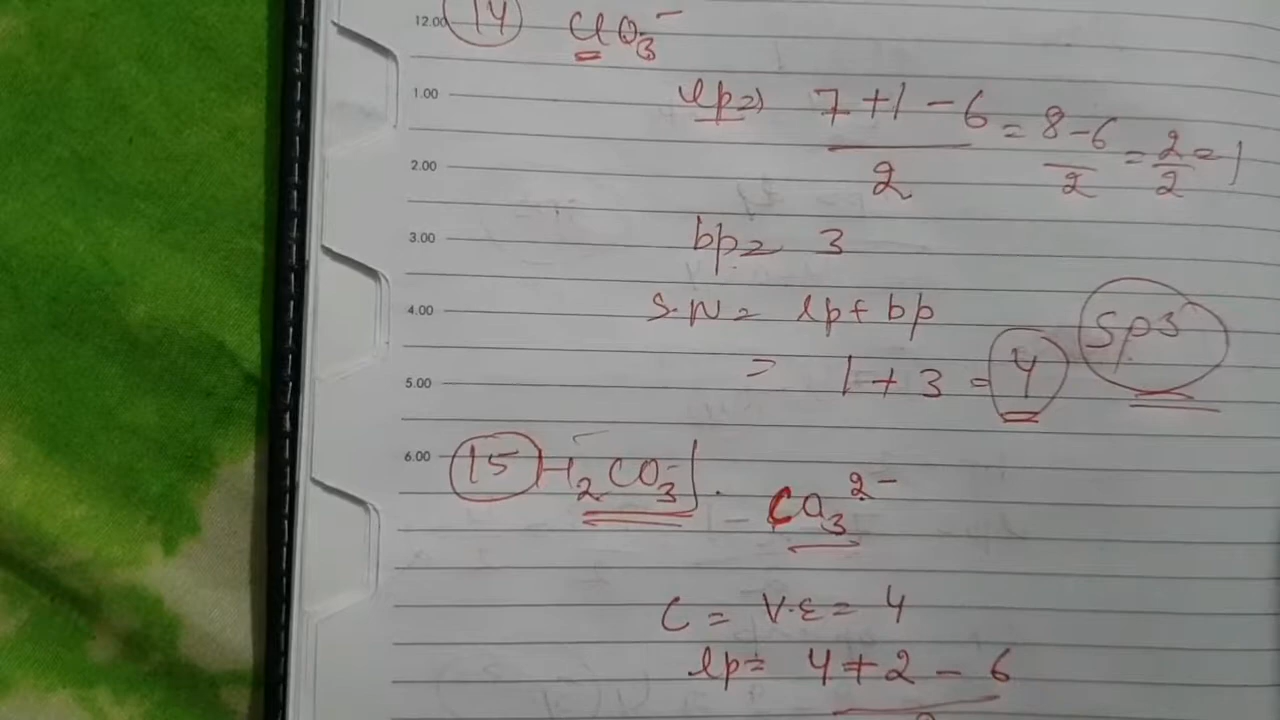 12.00 (14) ClO3^-
1.00 lp => 7+1-6/2 = 8-6/2 = 2/2 = 1
2.00
3.00 bp = 3
4.00 S.N = lp + bp sp3
5.00 = 1 + 3 = 4
6.00 (15) H2CO3 CO3^2-
C = V.E = 4
lp = 4+2-6